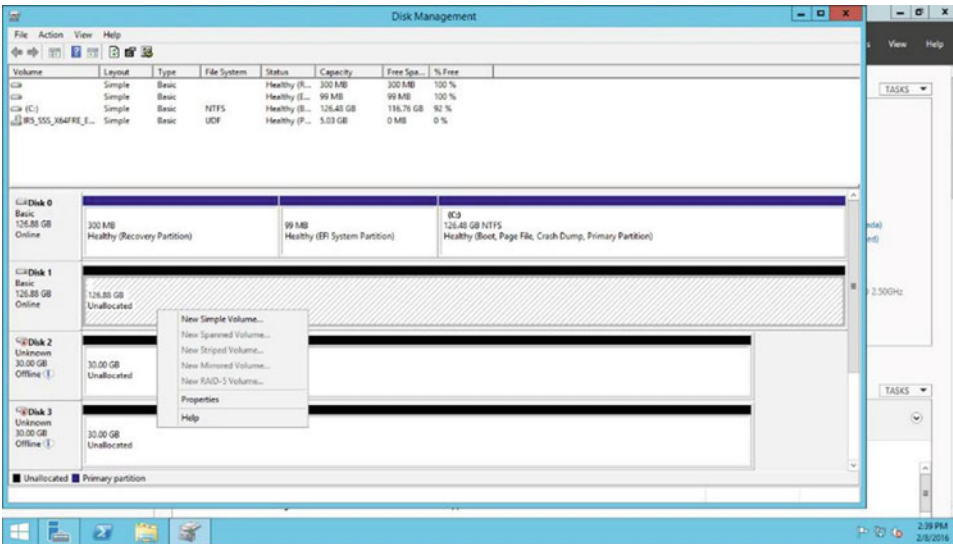 Disk Management
File Action View Help
View Help
Volume Layout Type File System Status Capacity Free Spa... % Free
Simple Basic Healthy (R... 300 MB 300 MB 100 %
Simple Basic Healthy (E... 99 MB 99 MB 100 %
(C:) Simple Basic NTFS Healthy (B... 126.48 GB 116.76 GB 92 %
IR5_SSS_X64FRE_E... Simple Basic UDF Healthy (P... 5.03 GB 0 MB 0 %
TASKS
Disk 0
Basic
126.88 GB
Online
300 MB
Healthy (Recovery Partition)
99 MB
Healthy (EFI System Partition)
(C:)
126.48 GB NTFS
Healthy (Boot, Page File, Crash Dump, Primary Partition)
Disk 1
Basic
126.88 GB
Online
126.88 GB
Unallocated
2.50GHz
New Simple Volume...
New Spanned Volume...
New Striped Volume...
New Mirrored Volume...
New RAID-5 Volume...
Properties
Help
Disk 2
Unknown
30.00 GB
Offline
30.00 GB
Unallocated
Disk 3
Unknown
30.00 GB
Offline
30.00 GB
Unallocated
TASKS
Unallocated Primary partition
2:39 PM
2/8/2016